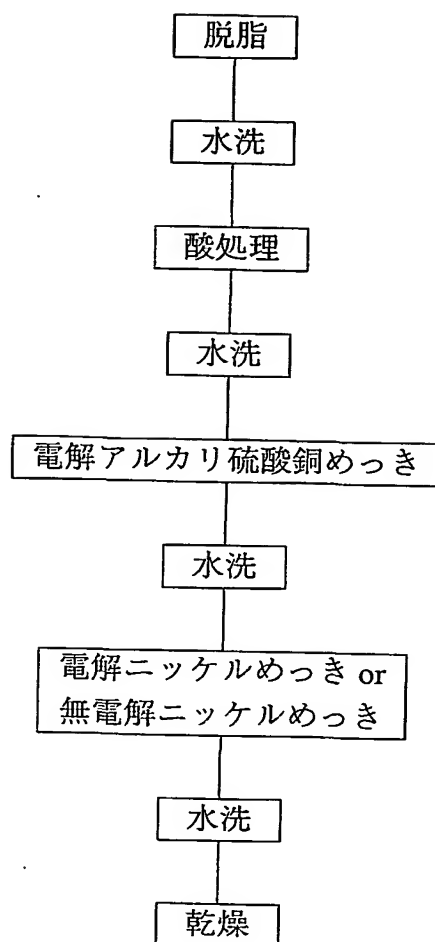 脱脂
水洗
酸処理
水洗
電解アルカリ硫酸銅めっき
水洗
電解ニッケルめっき or
無電解ニッケルめっき
水洗
乾燥